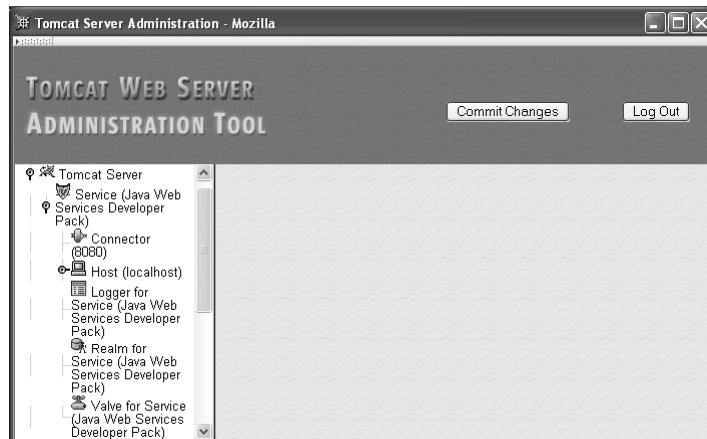 Tomcat Server Administration - Mozilla
TOMCAT WEB SERVER
ADMINISTRATION TOOL
Commit Changes
Log Out
Tomcat Server
Service (Java Web
Services Developer
Pack)
Connector
(8080)
Host (localhost)
Logger for
Service (Java Web
Services Developer
Pack)
Realm for
Service (Java Web
Services Developer
Pack)
Valve for Service
(Java Web Services
Developer Pack)